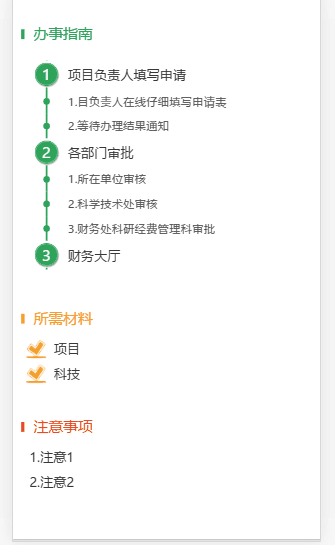 办事指南
1 项目负责人填写申请
1.目负责人在线仔细填写申请表
2.等待办理结果通知
2 各部门审批
1.所在单位审核
2.科学技术处审核
3.财务处科研经费管理科审批
3 财务大厅
所需材料
项目
科技
注意事项
1.注意1
2.注意2